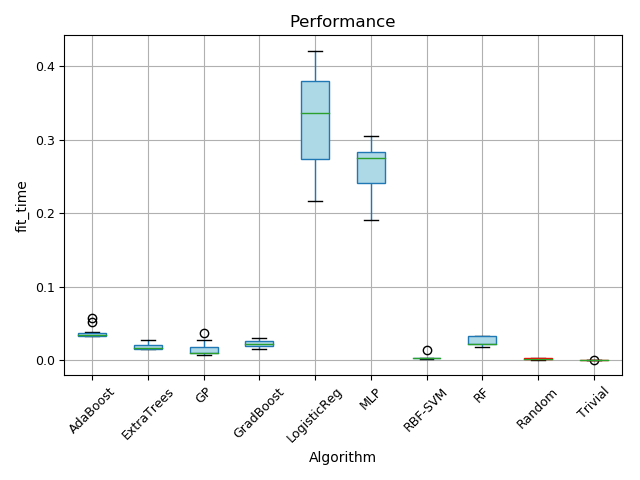 Performance
fit_time
0.4
0.3
0.2
0.1
0.0
AdaBoost
ExtraTrees
GP
GradBoost
LogisticReg
MLP
RBF-SVM
RF
Random
Trivial
Algorithm